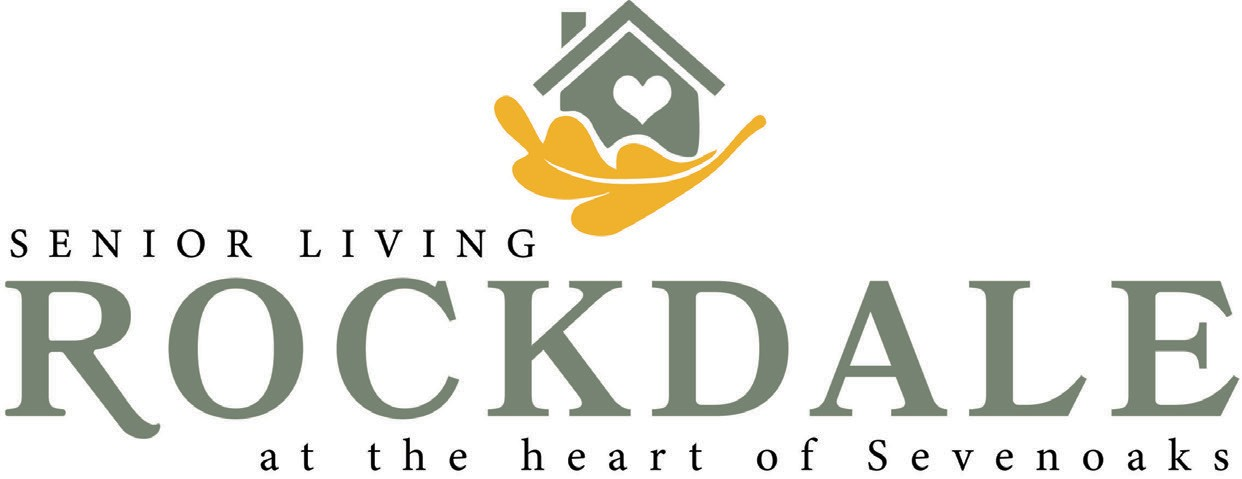 SENIOR LIVING
ROCKDALE
at the heart of Sevenoaks